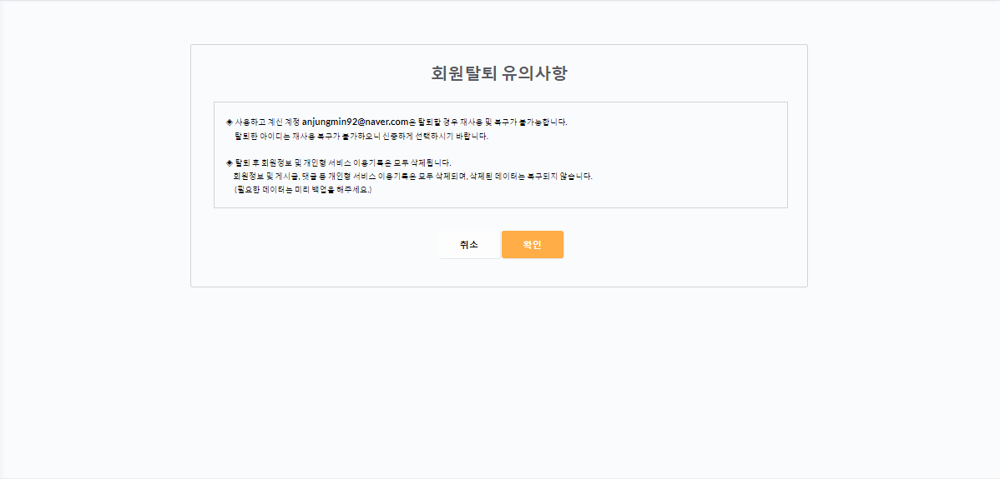 회원탈퇴 유의사항
◈ 사용하고 계신 계정 anjungmin92@naver.com은 탈퇴할 경우 재사용 및 복구가 불가능합니다.
탈퇴한 아이디는 재사용 복구가 불가하오니 신중하게 선택하시기 바랍니다.
◈ 탈퇴 후 회원정보 및 개인형 서비스 이용기록은 모두 삭제됩니다.
회원정보 및 게시글, 댓글 등 개인형 서비스 이용기록은 모두 삭제되며, 삭제된 데이터는 복구되지 않습니다.
(필요한 데이터는 미리 백업을 해주세요.)
취소 확인